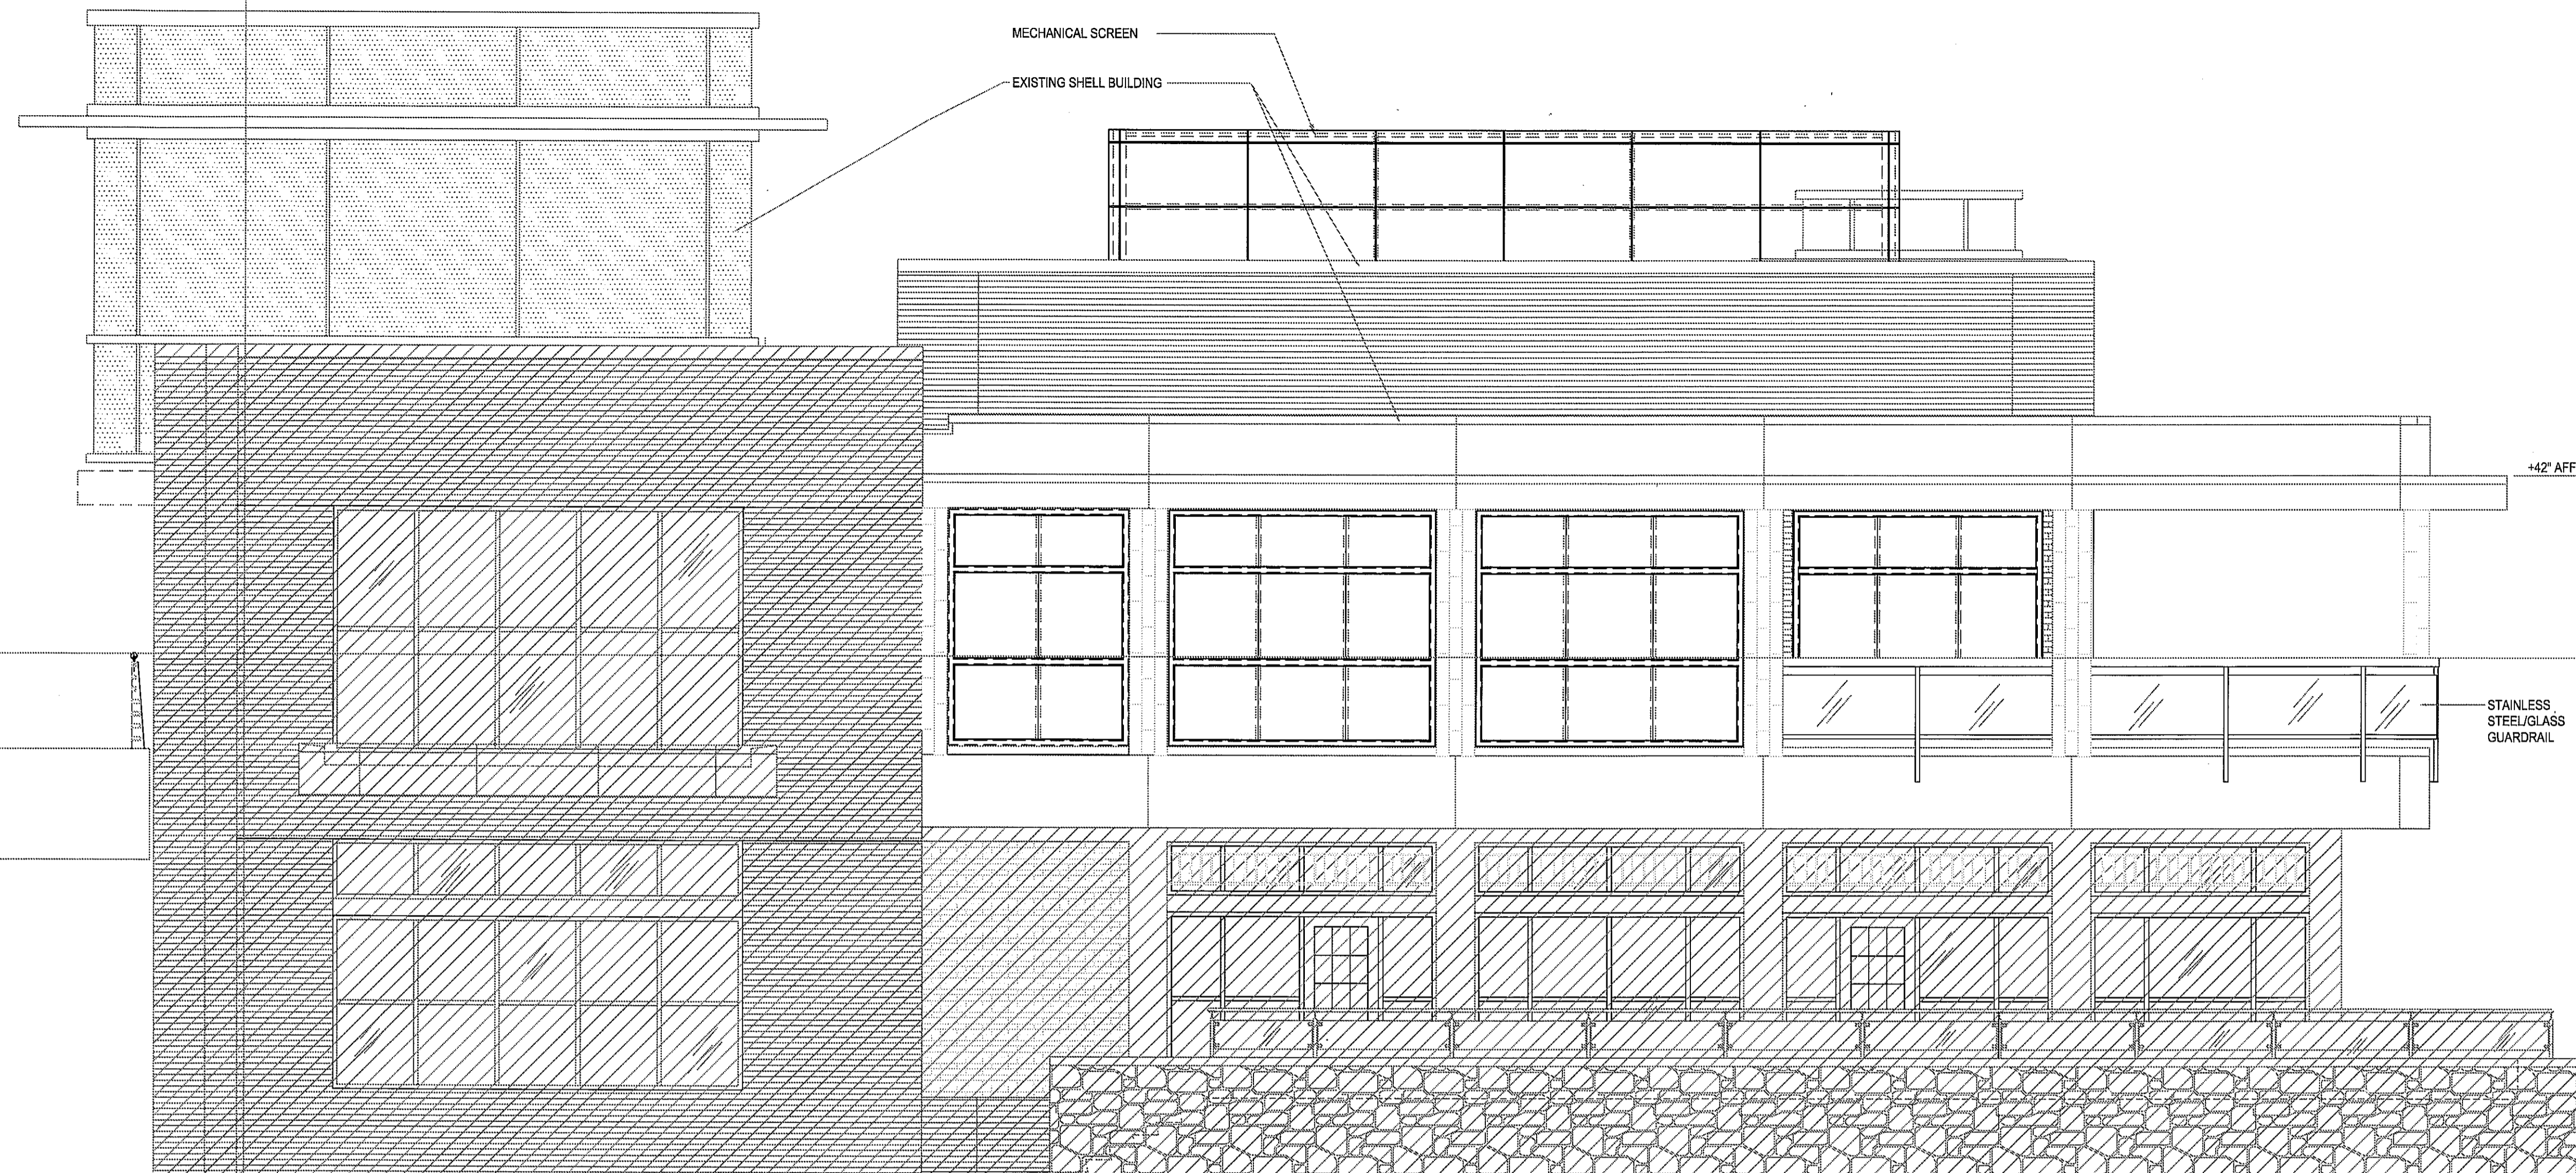 MECHANICAL SCREEN
EXISTING SHELL BUILDING
+42" AFF
STAINLESS
STEEL/GLASS
GUARDRAIL